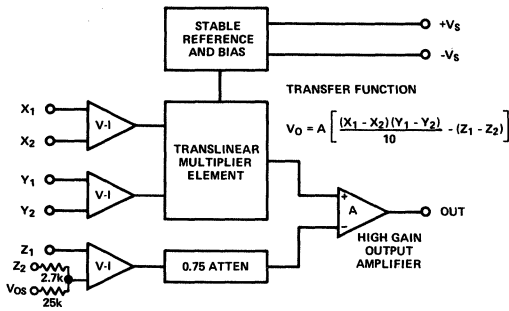 STABLE
REFERENCE
AND BIAS
+VS
-VS
TRANSFER FUNCTION
VO = A [ (X1 - X2) (Y1 - Y2) / 10 - (Z1 - Z2) ]
X1
X2
V-I
TRANSLINEAR
MULTIPLIER
ELEMENT
Y1
Y2
V-I
+
A
−
OUT
HIGH GAIN
OUTPUT
AMPLIFIER
Z1
Z2
2.7k
VOS
25k
V-I
0.75 ATTEN